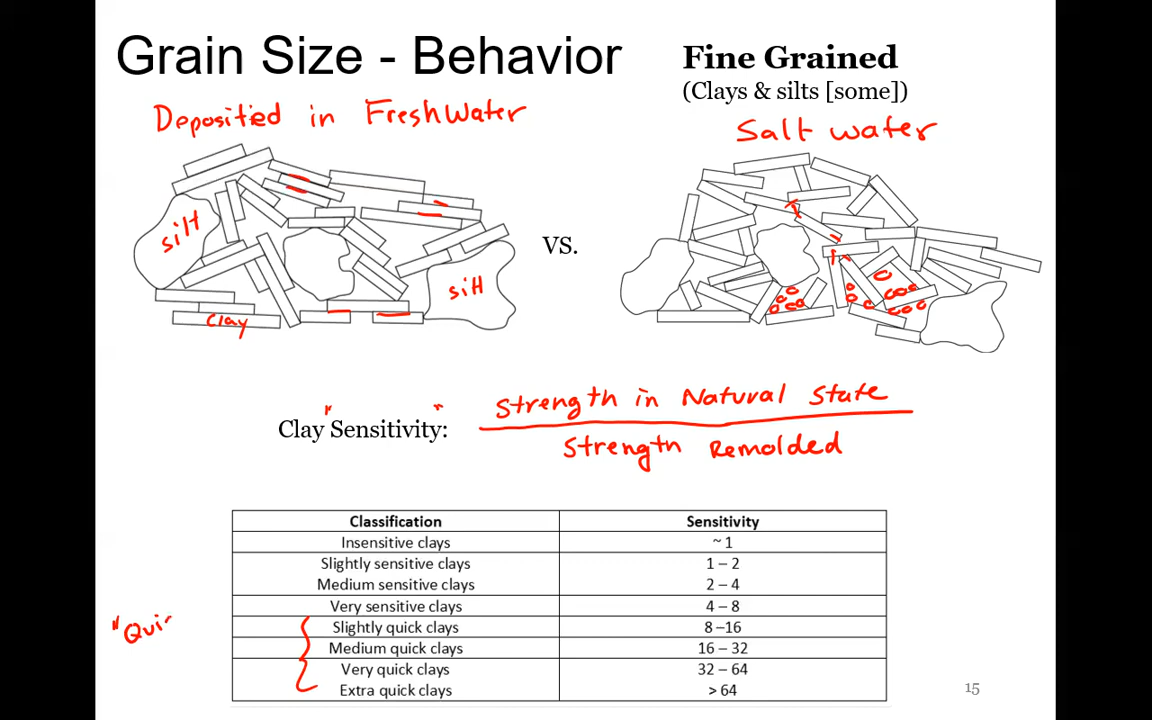 Grain Size - Behavior
Fine Grained
(Clays & silts [some])
Deposited in FreshWater
Salt water
silt
silt
clay
VS.
Clay "Sensitivity": Strength in Natural State
Strength Remolded
Classification Sensitivity
Insensitive clays ~ 1
Slightly sensitive clays 1 – 2
Medium sensitive clays 2 – 4
Very sensitive clays 4 – 8
Slightly quick clays 8 –16
Medium quick clays 16 – 32
Very quick clays 32 – 64
Extra quick clays > 64
"Qui
15